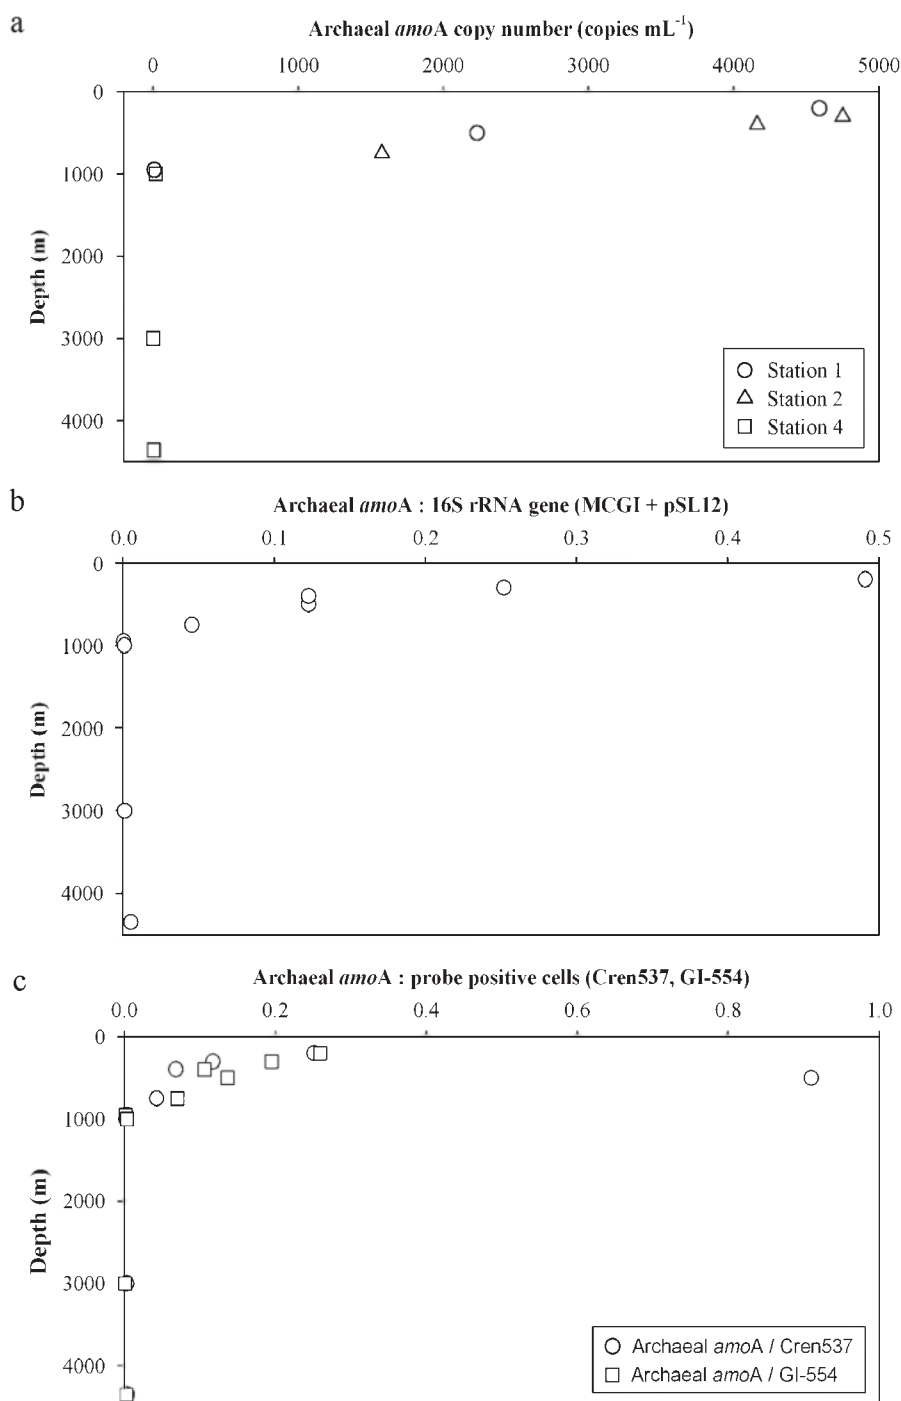 a
Archaeal amoA copy number (copies mL-1)
0 1000 2000 3000 4000 5000
0
1000
2000
3000
4000
Depth (m)
Station 1
Station 2
Station 4
b
Archaeal amoA : 16S rRNA gene (MCGI + pSL12)
0.0 0.1 0.2 0.3 0.4 0.5
0
1000
2000
3000
4000
Depth (m)
c
Archaeal amoA : probe positive cells (Cren537, GI-554)
0.0 0.2 0.4 0.6 0.8 1.0
0
1000
2000
3000
4000
Depth (m)
Archaeal amoA / Cren537
Archaeal amoA / GI-554